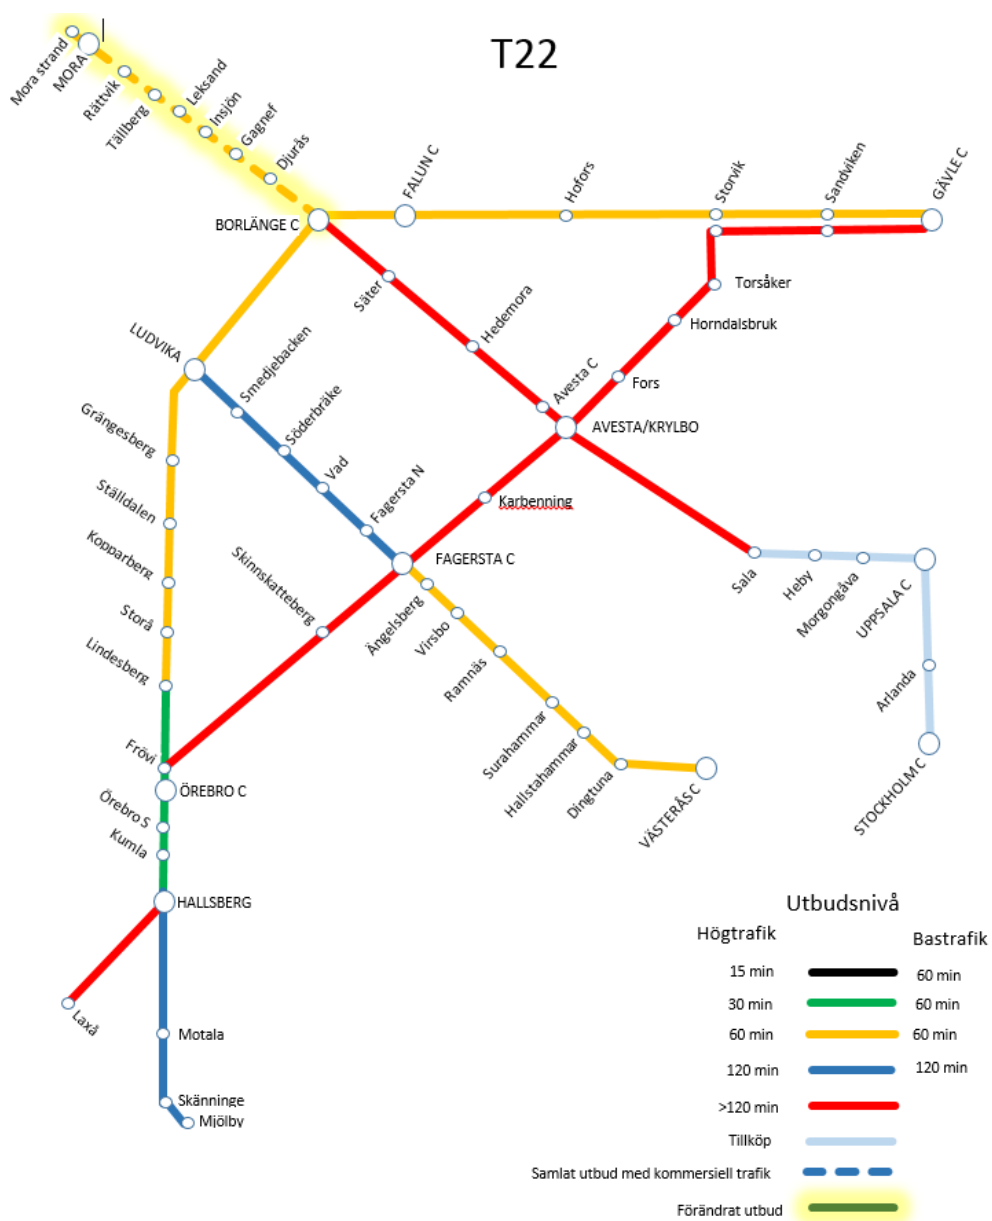 T22
Mora strand
MORA
Rättvik
Tällberg
Leksand
Insjön
Gagnef
Djurås
BORLÄNGE C
FALUN C
Hofors
Storvik
Sandviken
GÄVLE C
Säter
Hedemora
Avesta C
AVESTA/KRYLBO
Torsåker
Horndalsbruk
Fors
LUDVIKA
Smedjebacken
Söderbräke
Vad
Fagersta N
FAGERSTA C
Karbenning
Skinnskatteberg
Grängesberg
Ställdalen
Kopparberg
Storå
Lindesberg
Frövi
ÖREBRO C
Örebro S
Kumla
HALLSBERG
Laxå
Motala
Skänninge
Mjölby
Ängelsberg
Virsbo
Ramnäs
Surahammar
Hallstahammar
Dingtuna
VÄSTERÅS C
Sala
Heby
Morgongåva
UPPSALA C
Arlanda
STOCKHOLM C
Utbudsnivå
Högtrafik Bastrafik
15 min 60 min
30 min 60 min
60 min 60 min
120 min 120 min
>120 min
Tillköp
Samlat utbud med kommersiell trafik
Förändrat utbud